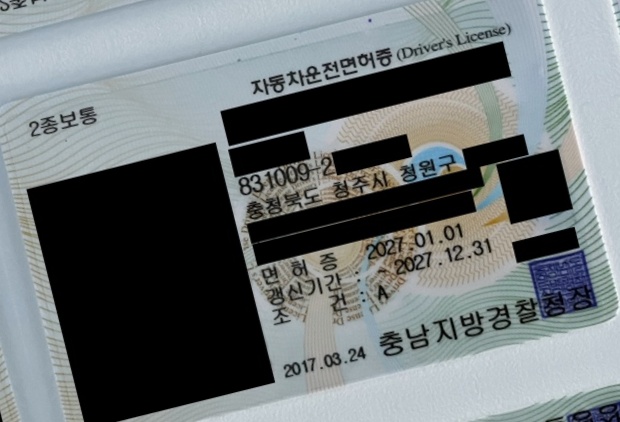 자동차운전면허증 (Driver's License)
2종보통
831009-2
충청북도 청주시 청원구
면 허 증 : 2027.01.01
갱신기간 : ~ 2027.12.31
조 건 : A
2017.03.24 충남지방경찰청장